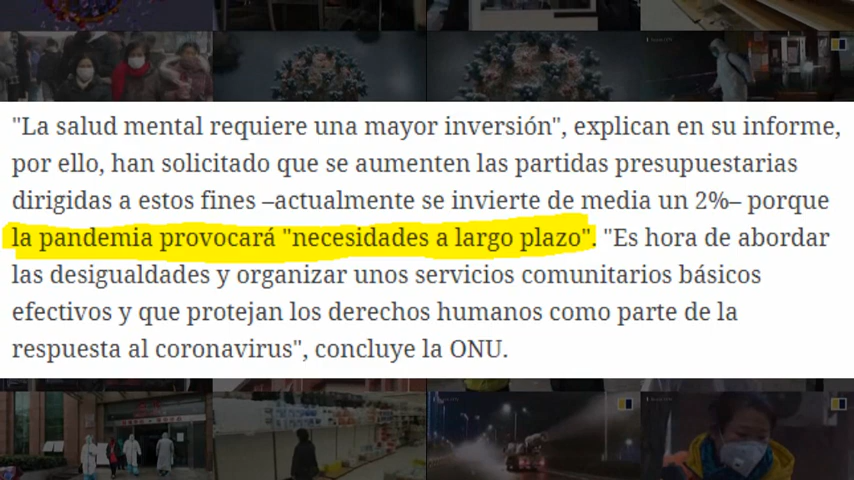 "La salud mental requiere una mayor inversión", explican en su informe,
por ello, han solicitado que se aumenten las partidas presupuestarias
dirigidas a estos fines –actualmente se invierte de media un 2%– porque
la pandemia provocará "necesidades a largo plazo". "Es hora de abordar
las desigualdades y organizar unos servicios comunitarios básicos
efectivos y que protejan los derechos humanos como parte de la
respuesta al coronavirus", concluye la ONU.